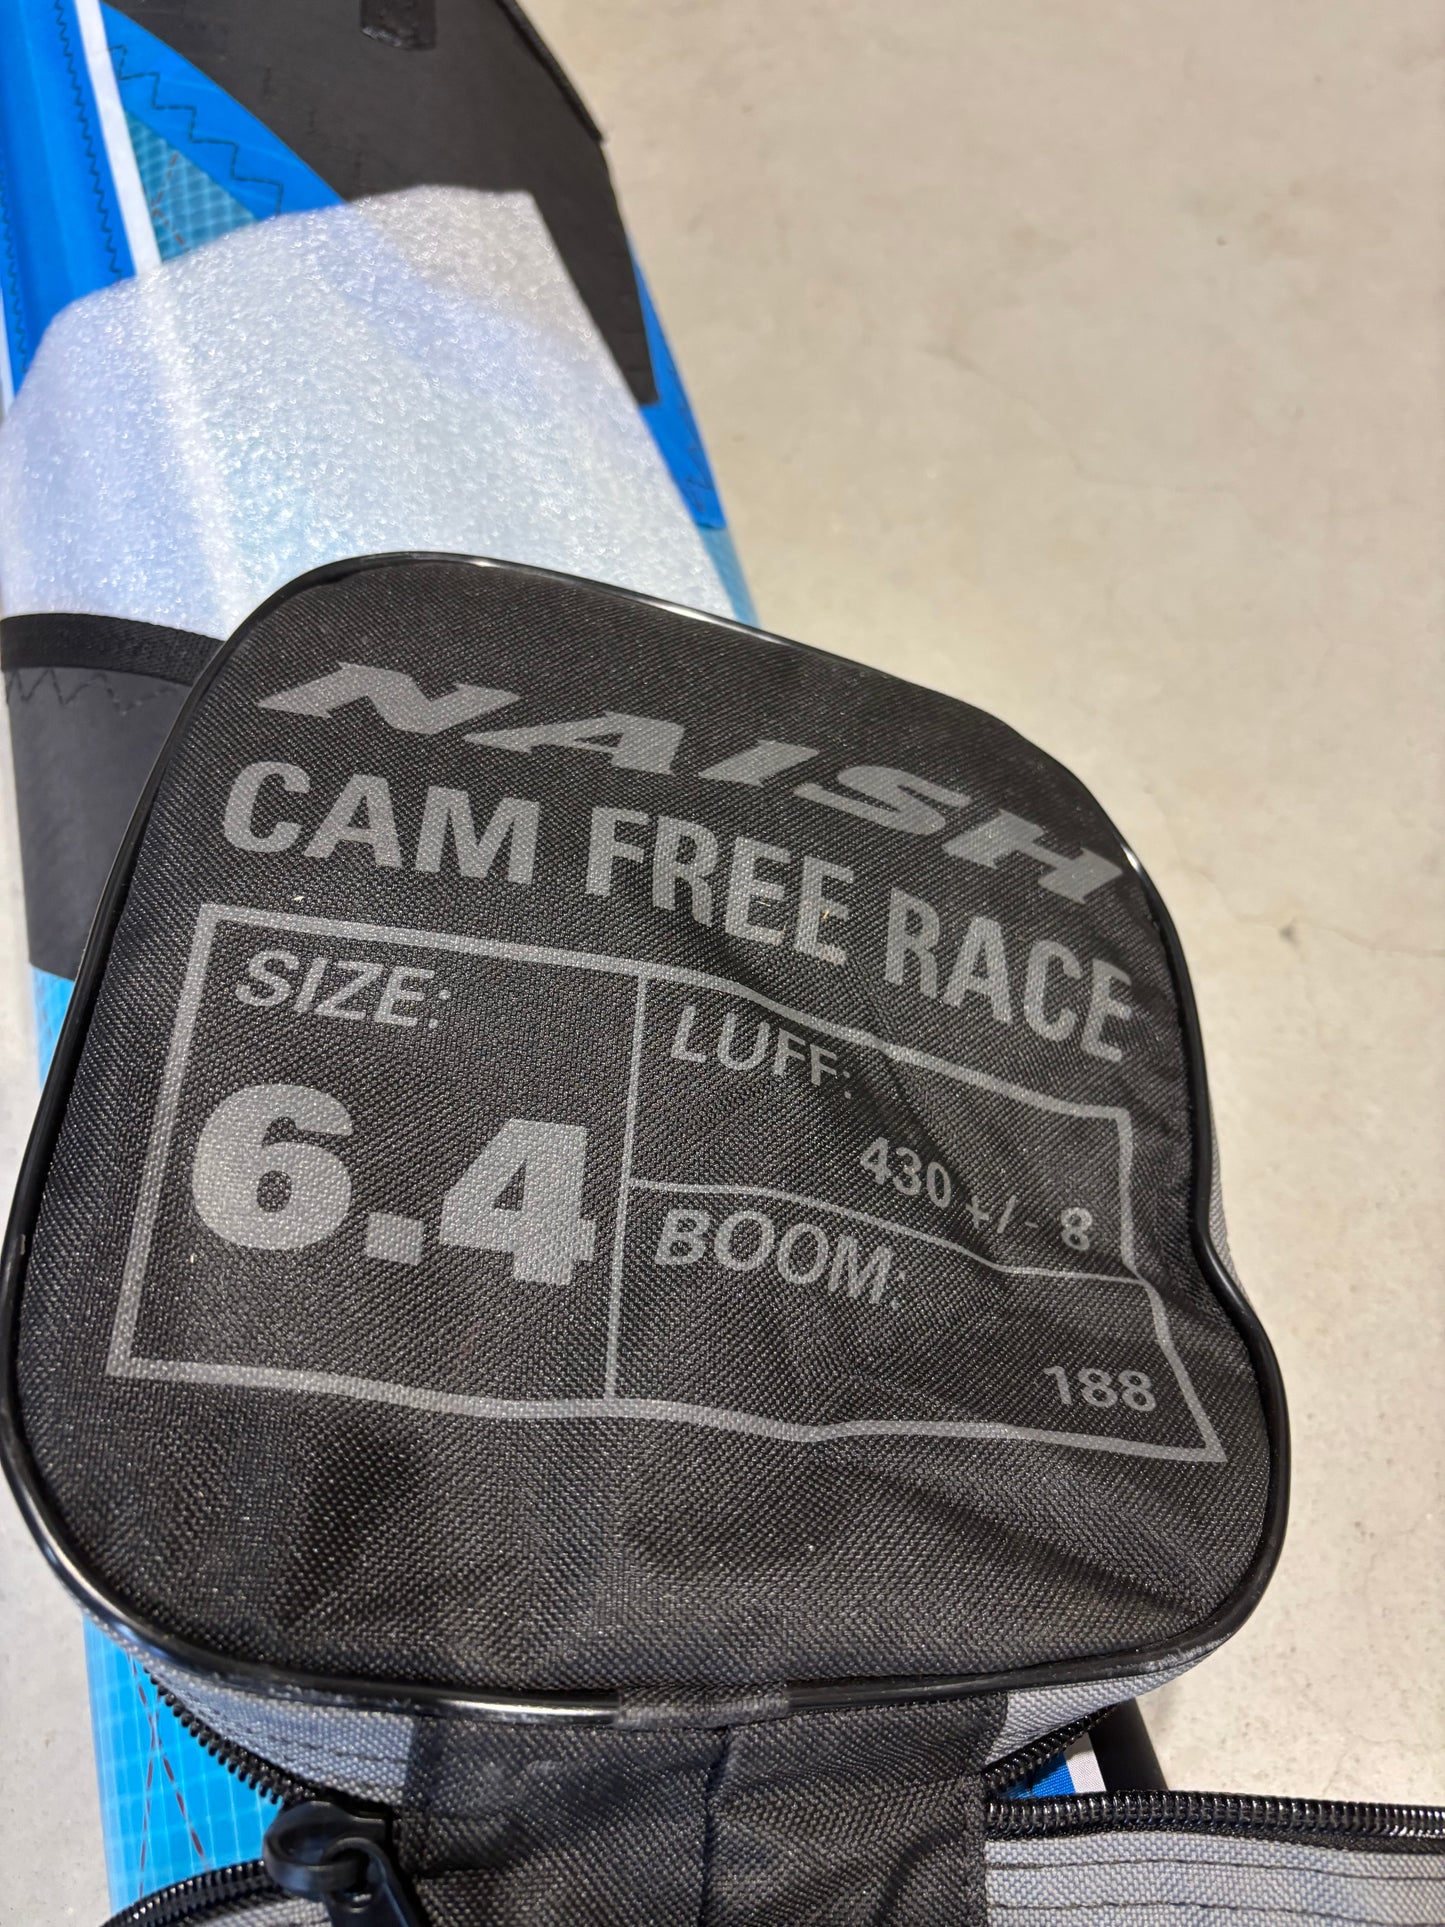 NAISH
CAM FREE RACE
SIZE:
6.4
LUFF:
430 +/- 8
BOOM:
188